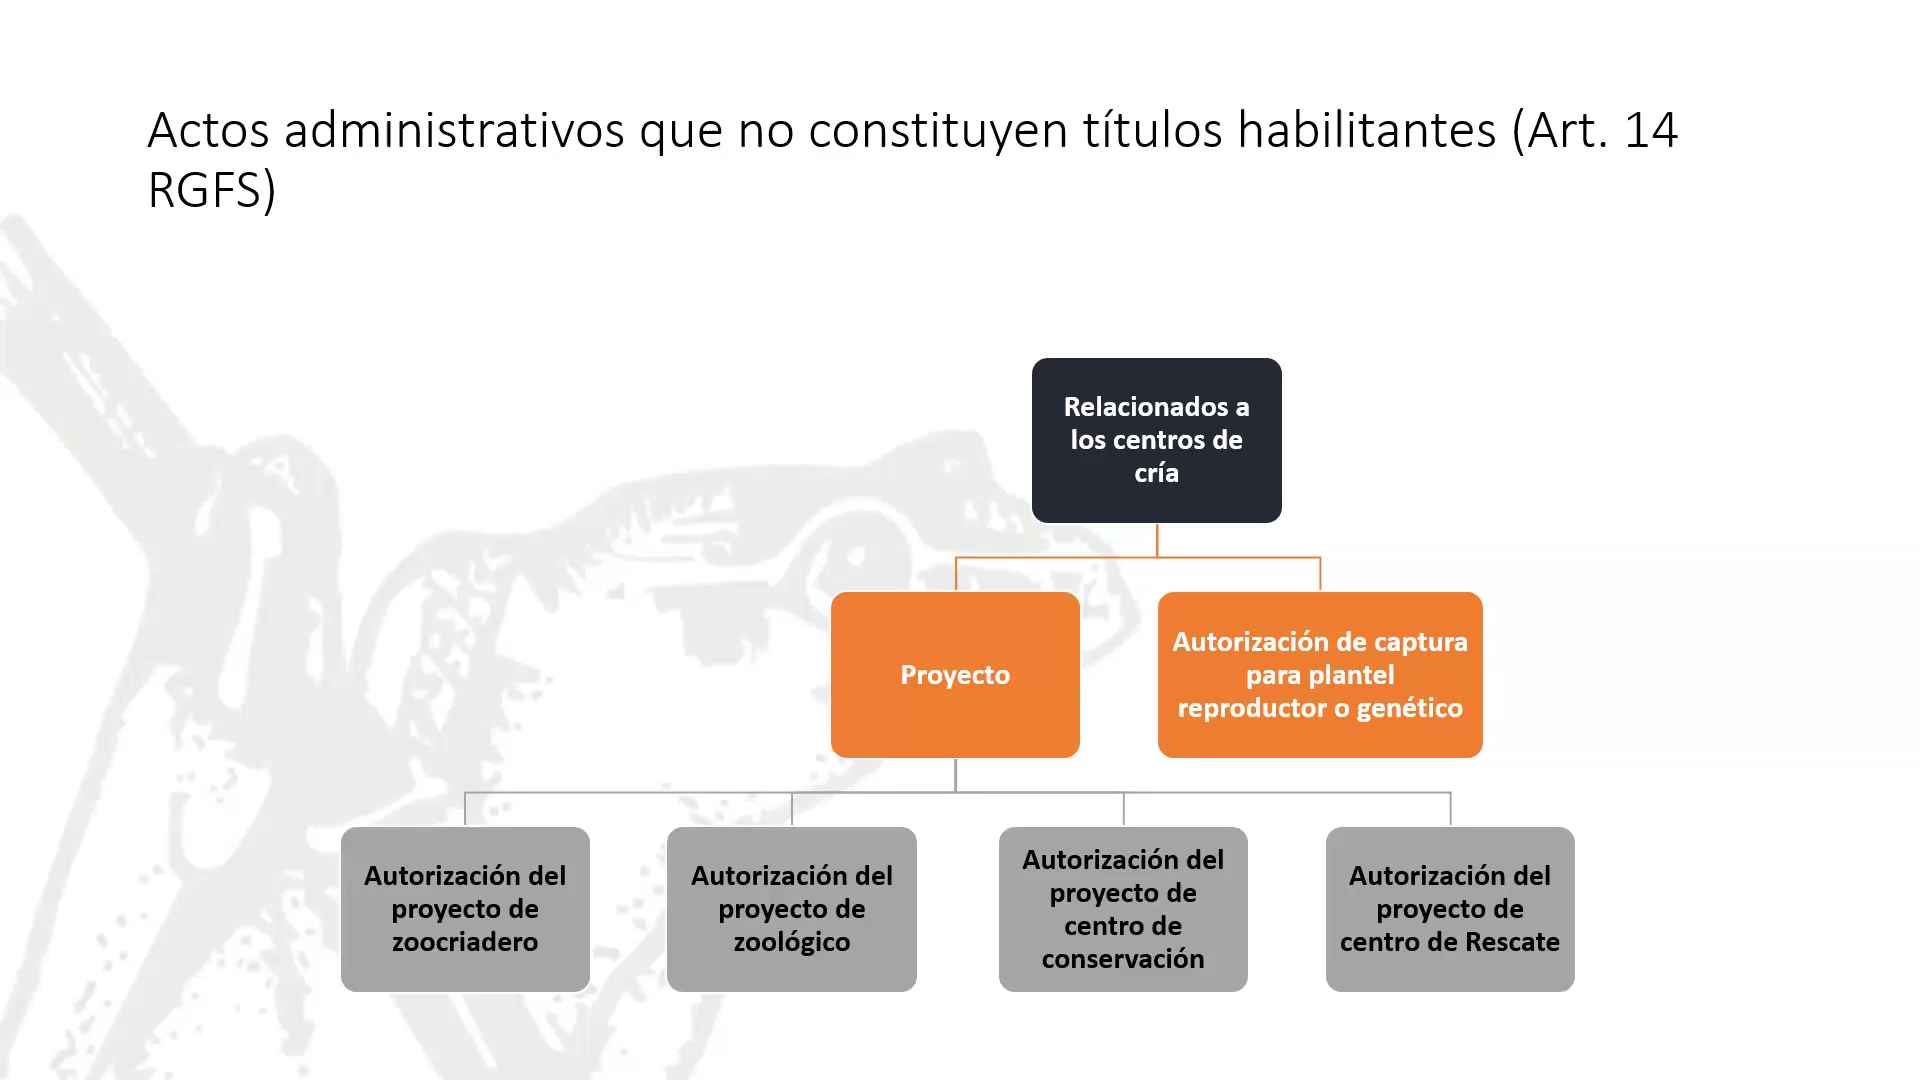 Actos administrativos que no constituyen títulos habilitantes (Art. 14
RGFS)
Relacionados a
los centros de
cría
Proyecto
Autorización de captura
para plantel
reproductor o genético
Autorización del
proyecto de
zoocriadero
Autorización del
proyecto de
zoológico
Autorización del
proyecto de
centro de
conservación
Autorización del
proyecto de
centro de Rescate